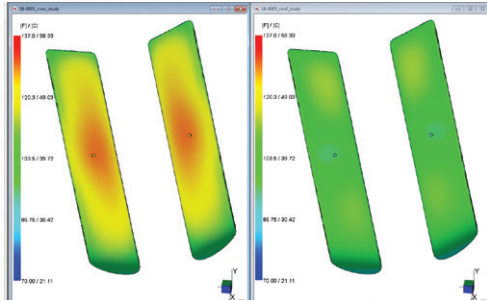 [F] / [C]
137.0 / 58.33
120.3 / 49.03
103.5 / 39.72
86.75 / 30.42
70.00 / 21.11
Y
X
[F] / [C]
137.0 / 58.33
120.3 / 49.03
103.5 / 39.72
86.75 / 30.42
70.00 / 21.11
Y
X